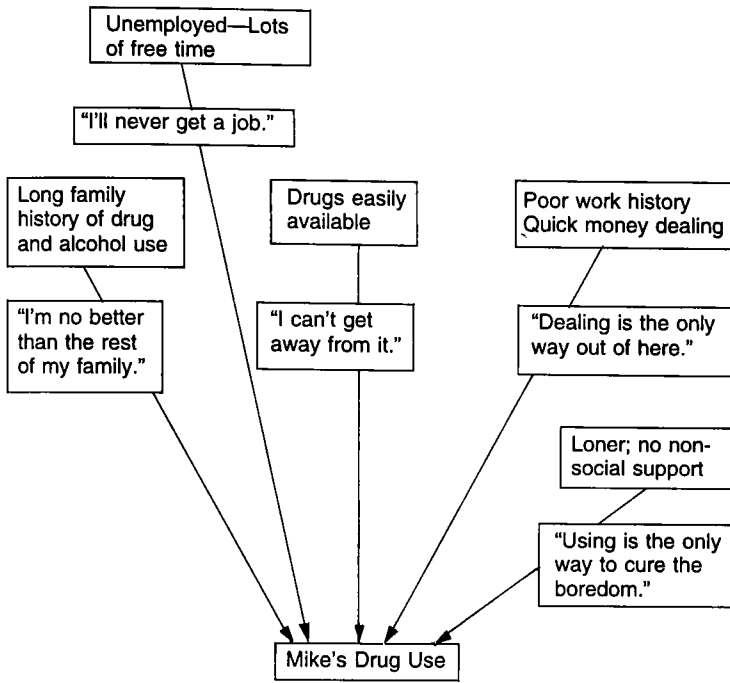 Unemployed—Lots
of free time
"I'll never get a job."
Long family
history of drug
and alcohol use
Drugs easily
available
Poor work history
Quick money dealing
"I'm no better
than the rest
of my family."
"I can't get
away from it."
"Dealing is the only
way out of here."
Loner; no non-
social support
"Using is the only
way to cure the
boredom."
Mike's Drug Use